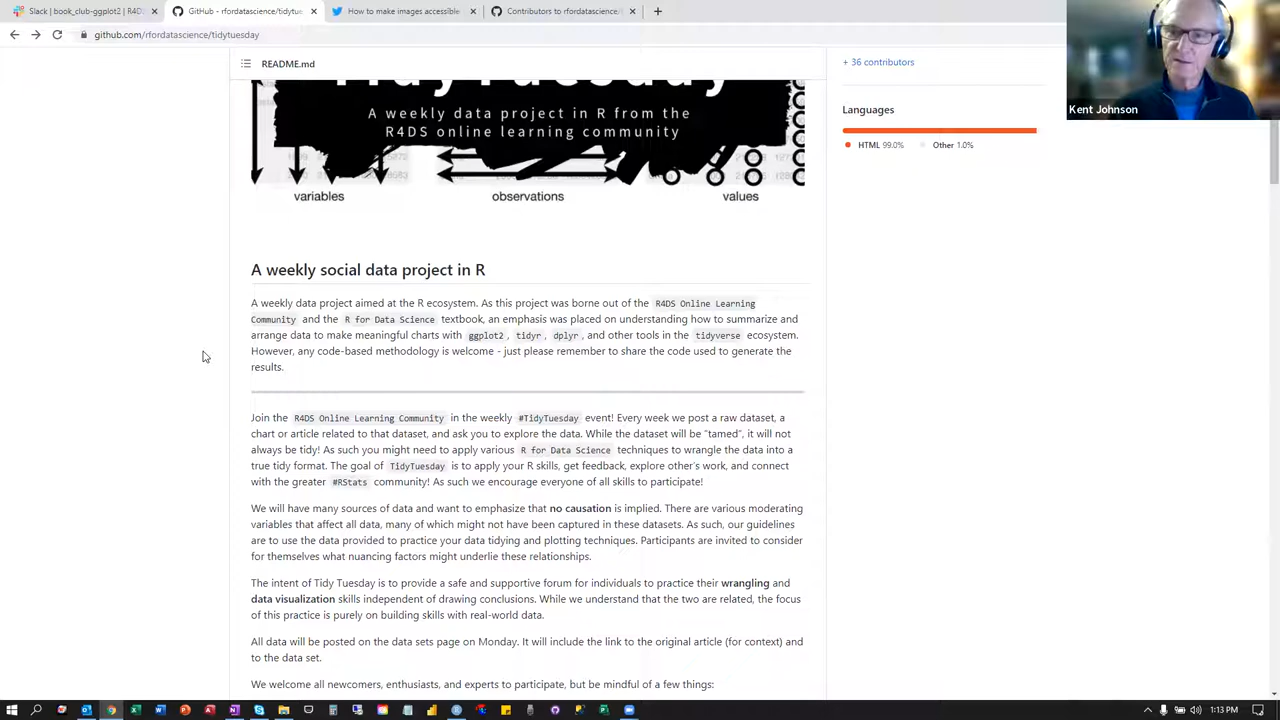 Slack | book_club-ggplot2 | R4D
GitHub - rfordatascience/tidytu
How to make images accessible
Contributors to rfordatascience/
github.com/rfordatascience/tidytuesday
README.md
TidyTuesday
A weekly data project in R from the
R4DS online learning community
variables
observations
values
A weekly social data project in R
A weekly data project aimed at the R ecosystem. As this project was borne out of the R4DS Online Learning
Community and the R for Data Science textbook, an emphasis was placed on understanding how to summarize and
arrange data to make meaningful charts with ggplot2, tidyr, dplyr, and other tools in the tidyverse ecosystem.
However, any code-based methodology is welcome - just please remember to share the code used to generate the
results.
Join the R4DS Online Learning Community in the weekly #TidyTuesday event! Every week we post a raw dataset, a
chart or article related to that dataset, and ask you to explore the data. While the dataset will be "tamed", it will not
always be tidy! As such you might need to apply various R for Data Science techniques to wrangle the data into a
true tidy format. The goal of TidyTuesday is to apply your R skills, get feedback, explore other's work, and connect
with the greater #RStats community! As such we encourage everyone of all skills to participate!
We will have many sources of data and want to emphasize that no causation is implied. There are various moderating
variables that affect all data, many of which might not have been captured in these datasets. As such, our guidelines
are to use the data provided to practice your data tidying and plotting techniques. Participants are invited to consider
for themselves what nuancing factors might underlie these relationships.
The intent of Tidy Tuesday is to provide a safe and supportive forum for individuals to practice their wrangling and
data visualization skills independent of drawing conclusions. While we understand that the two are related, the focus
of this practice is purely on building skills with real-world data.
All data will be posted on the data sets page on Monday. It will include the link to the original article (for context) and
to the data set.
We welcome all newcomers, enthusiasts, and experts to participate, but be mindful of a few things:
+ 36 contributors
Languages
HTML 99.0%
Other 1.0%
Kent Johnson
1:13 PM